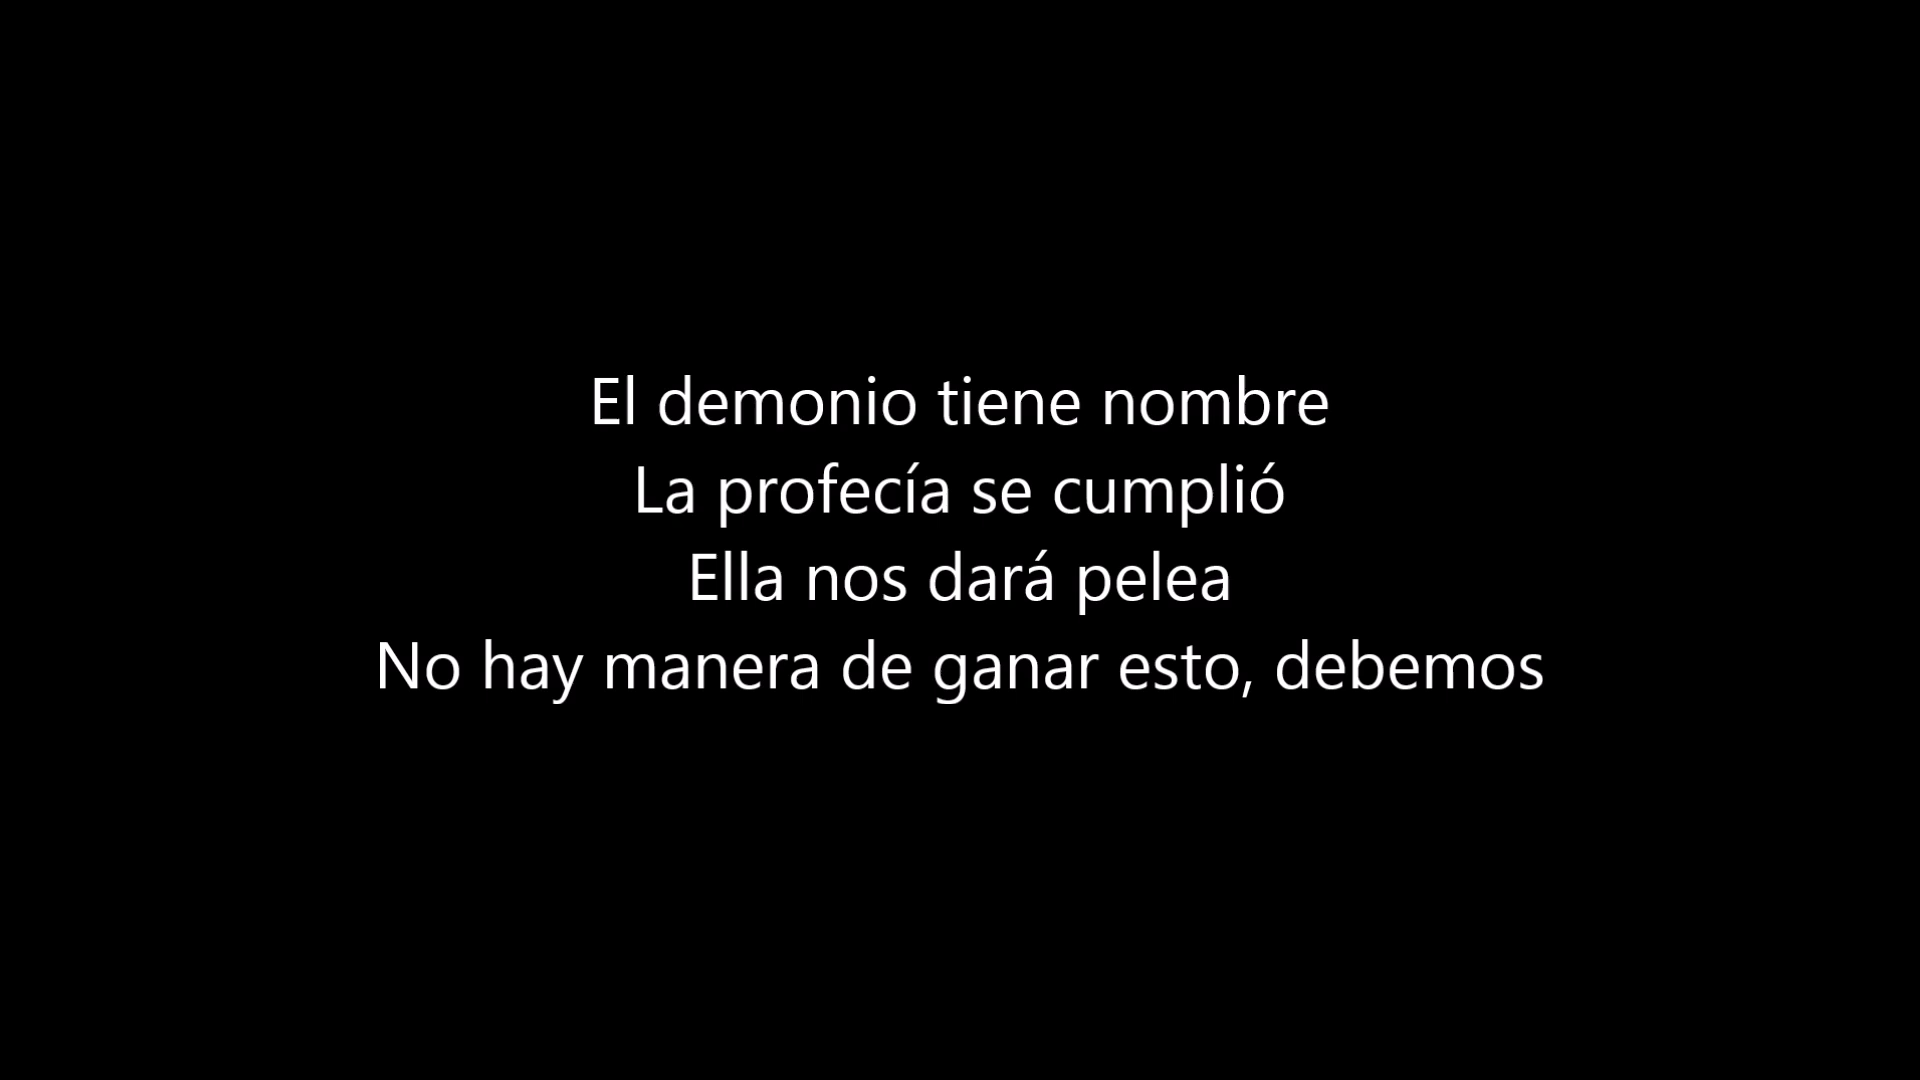 El demonio tiene nombre
La profecía se cumplió
Ella nos dará pelea
No hay manera de ganar esto, debemos